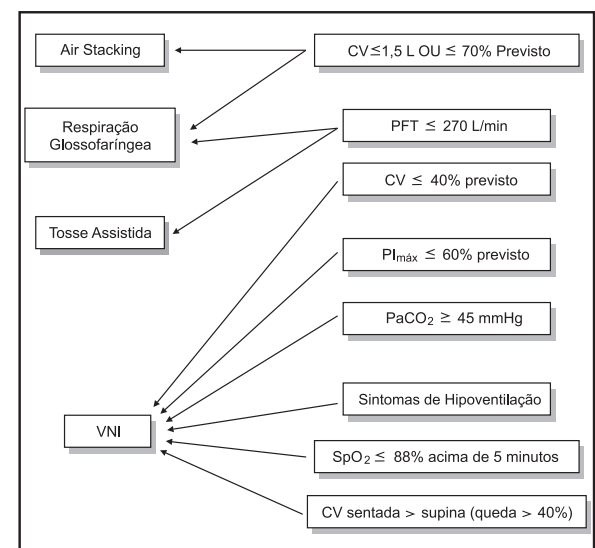 Air Stacking
CV≤1,5 L OU ≤ 70% Previsto
Respiração
Glossofaríngea
PFT ≤ 270 L/min
CV ≤ 40% previsto
Tosse Assistida
PImáx ≤ 60% previsto
PaCO2 ≥ 45 mmHg
Sintomas de Hipoventilação
VNI
SpO2 ≤ 88% acima de 5 minutos
CV sentada > supina (queda > 40%)